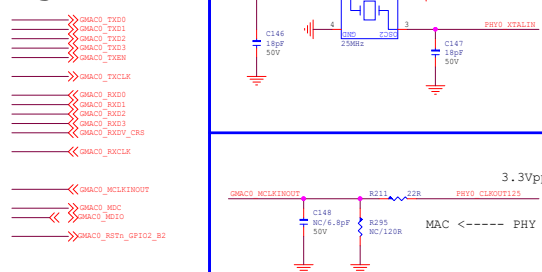 GMAC0_TXD0
GMAC0_TXD1
GMAC0_TXD2
GMAC0_TXD3
GMAC0_TXEN
GMAC0_TXCLK
GMAC0_RXD0
GMAC0_RXD1
GMAC0_RXD2
GMAC0_RXD3
GMAC0_RXDV_CRS
GMAC0_RXCLK
GMAC0_MCLKINOUT
GMAC0_MDC
GMAC0_MDIO
GMAC0_RSTn_GPIO2_B2
C146
18pF
50V
4
GND
OSC2
3
25MHz
PHY0_XTALIN
C147
18pF
50V
3.3Vpp
GMAC0_MCLKINOUT
R211
22R
PHY0_CLKOUT125
C148
NC/6.8pF
50V
R295
NC/120R
MAC <----- PHY